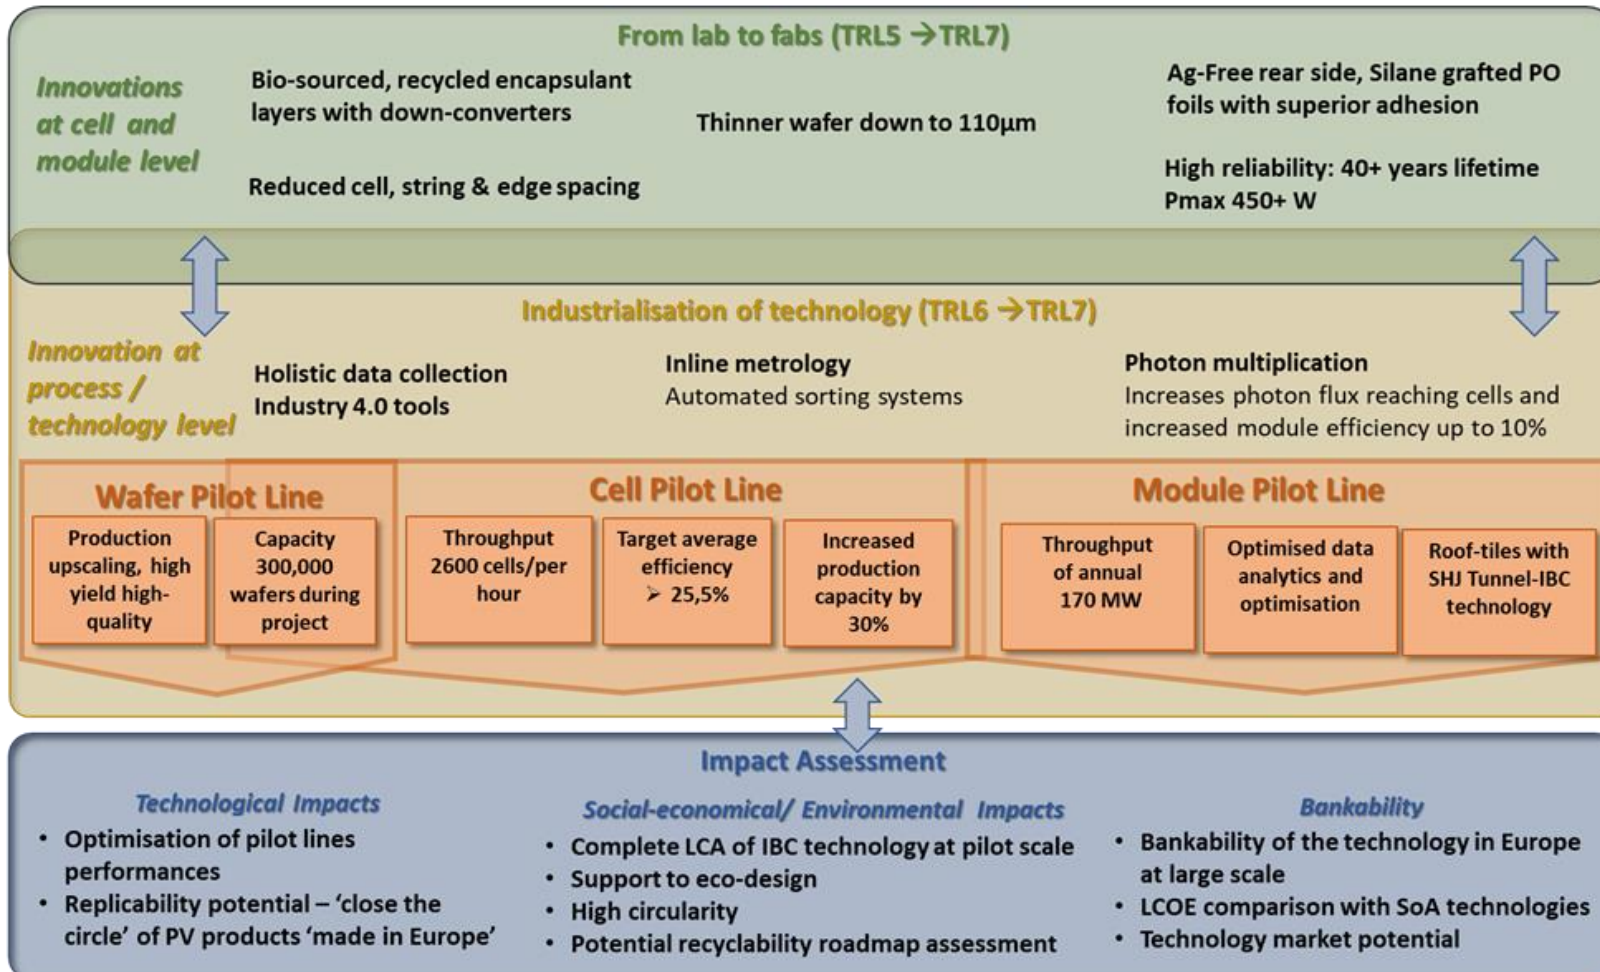 From lab to fabs (TRL5 →TRL7)
Innovations
at cell and
module level
Bio-sourced, recycled encapsulant
layers with down-converters
Reduced cell, string & edge spacing
Thinner wafer down to 110µm
Ag-Free rear side, Silane grafted PO
foils with superior adhesion
High reliability: 40+ years lifetime
Pmax 450+ W
Industrialisation of technology (TRL6 →TRL7)
Innovation at
process /
technology level
Holistic data collection
Industry 4.0 tools
Inline metrology
Automated sorting systems
Photon multiplication
Increases photon flux reaching cells and
increased module efficiency up to 10%
Wafer Pilot Line
Production
upscaling, high
yield high-
quality
Capacity
300,000
wafers during
project
Cell Pilot Line
Throughput
2600 cells/per
hour
Target average
efficiency
➢ 25,5%
Increased
production
capacity by
30%
Module Pilot Line
Throughput
of annual
170 MW
Optimised data
analytics and
optimisation
Roof-tiles with
SHJ Tunnel-IBC
technology
Impact Assessment
Technological Impacts
• Optimisation of pilot lines
performances
• Replicability potential – ‘close the
circle’ of PV products ‘made in Europe’
Social-economical/ Environmental Impacts
• Complete LCA of IBC technology at pilot scale
• Support to eco-design
• High circularity
• Potential recyclability roadmap assessment
Bankability
• Bankability of the technology in Europe
at large scale
• LCOE comparison with SoA technologies
• Technology market potential